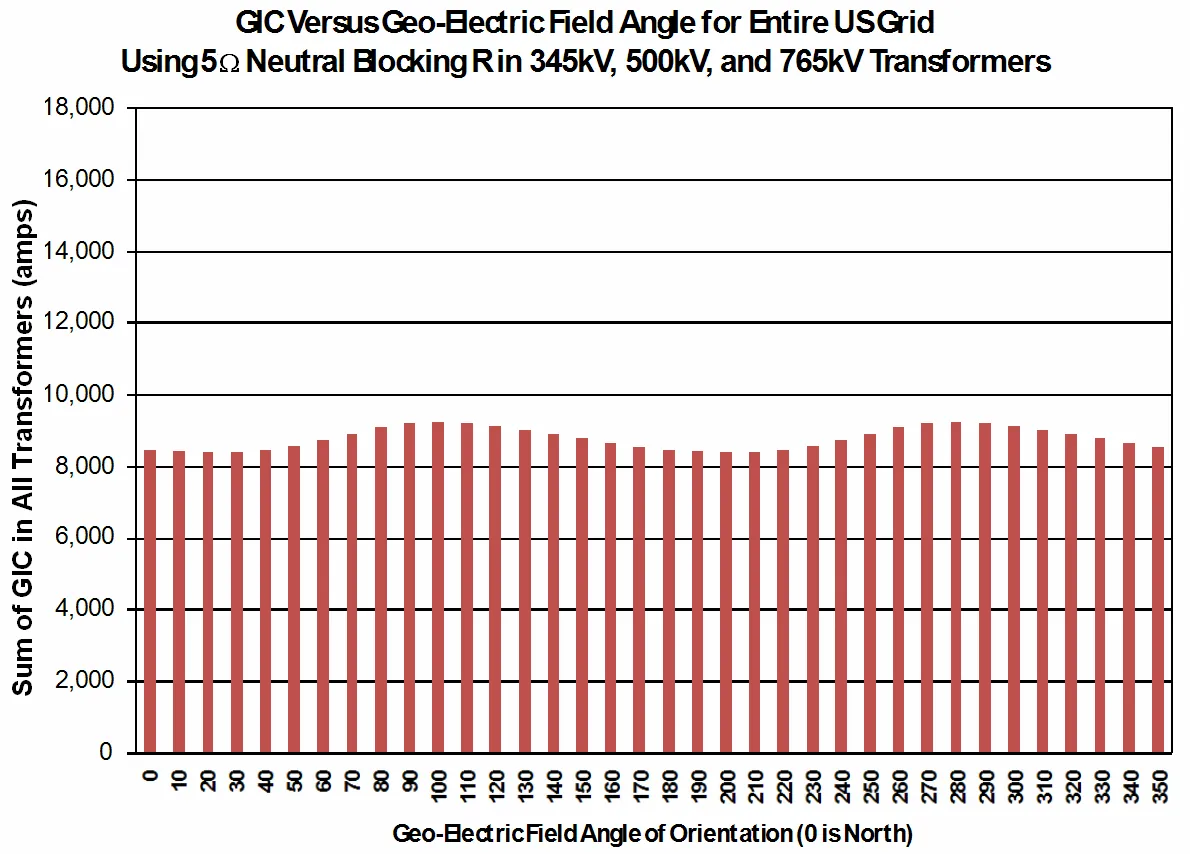 GIC Versus Geo-Electric Field Angle for Entire US Grid
Using 5Ω Neutral Blocking R in 345kV, 500kV, and 765kV Transformers
Sum of GIC in All Transformers (amps)
18,000
16,000
14,000
12,000
10,000
8,000
6,000
4,000
2,000
0
0 10 20 30 40 50 60 70 80 90 100 110 120 130 140 150 160 170 180 190 200 210 220 230 240 250 260 270 280 290 300 310 320 330 340 350
Geo-Electric Field Angle of Orientation (0 is North)